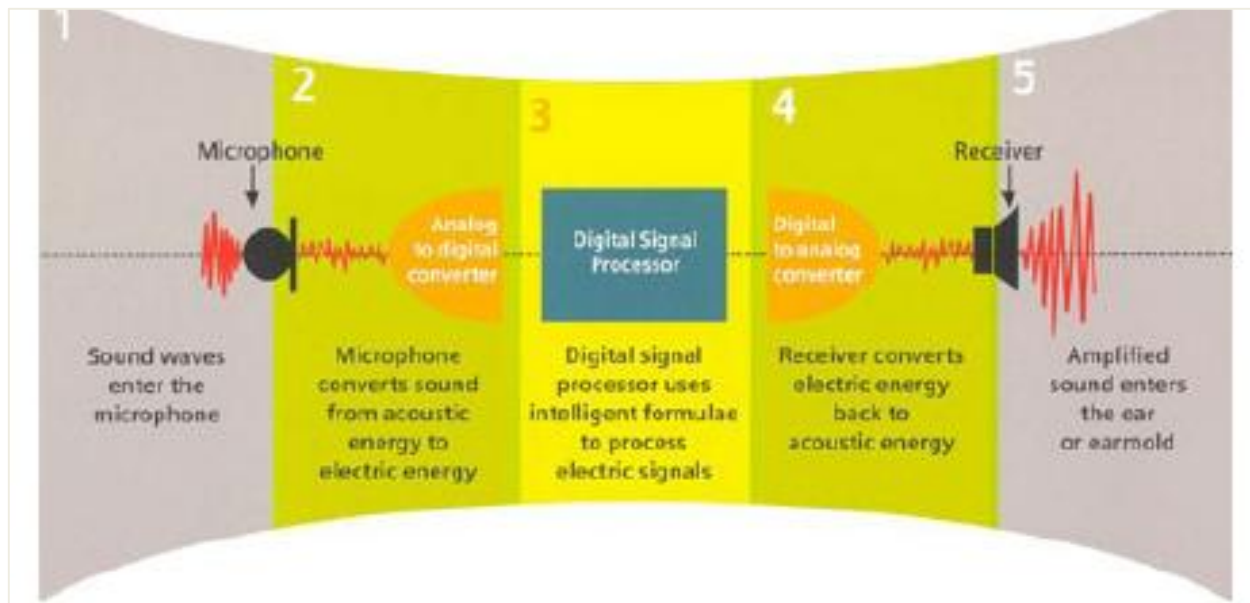 1
2
3
4
5
Microphone
Receiver
Analog
to digital
converter
Digital Signal
Processor
Digital
to analog
converter
Sound waves
enter the
microphone
Microphone
converts sound
from acoustic
energy to
electric energy
Digital signal
processor uses
intelligent formulae
to process
electric signals
Receiver converts
electric energy
back to
acoustic energy
Amplified
sound enters
the ear
or earmold